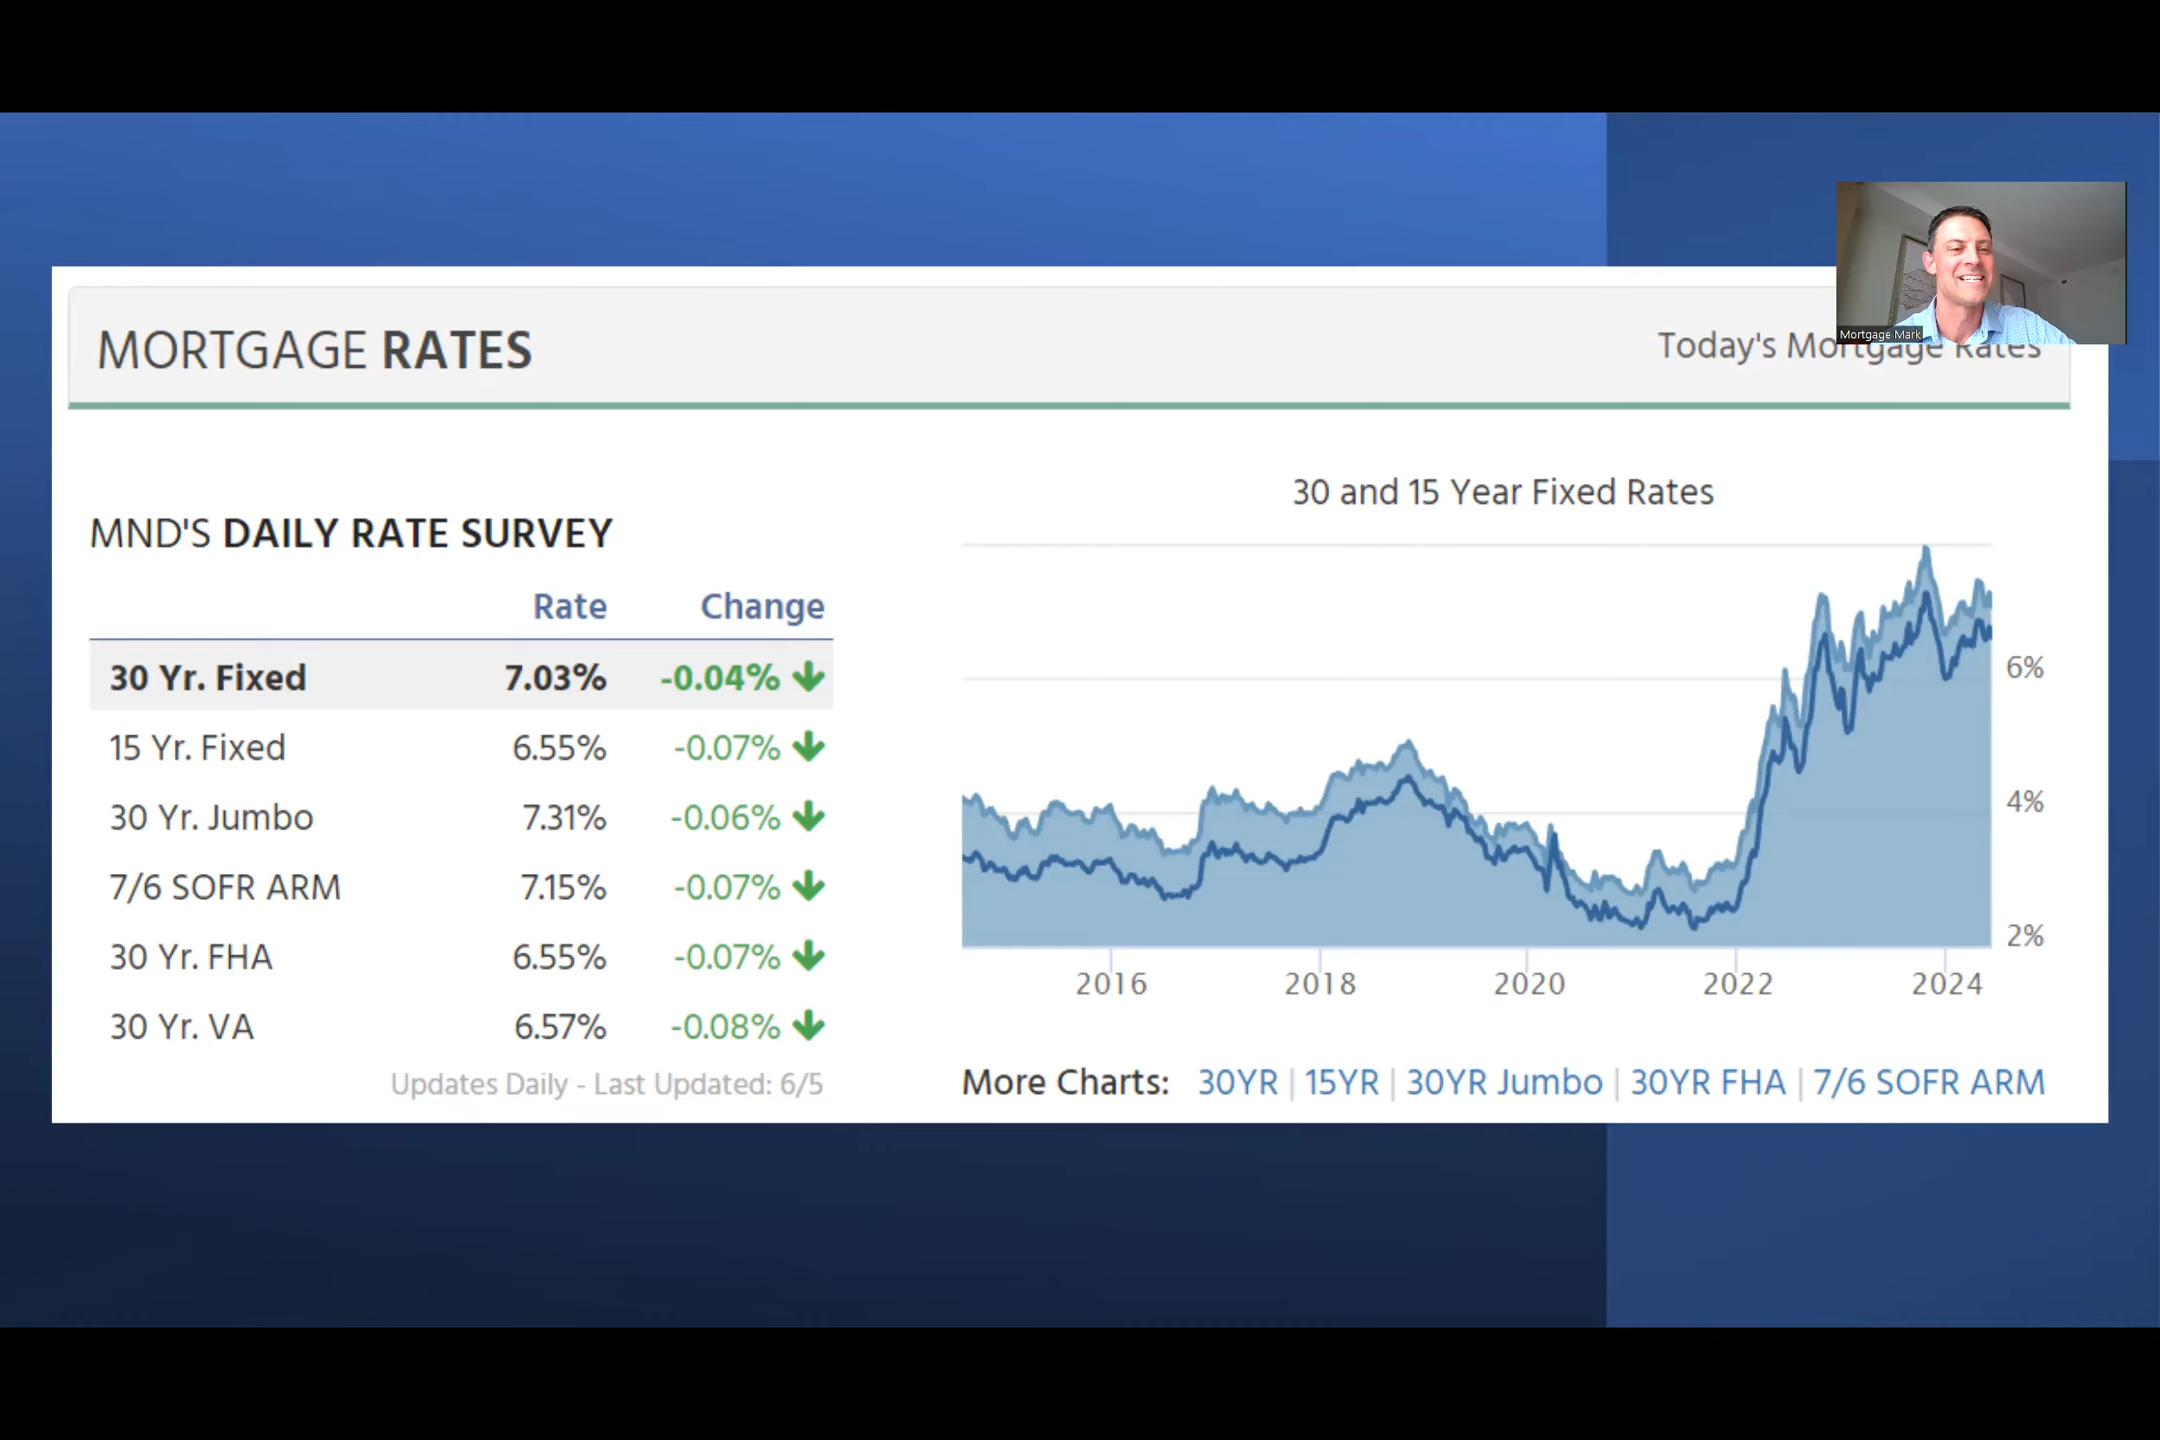 MORTGAGE RATES
Today's Mortgage Rates
Mortgage Mark
MND'S DAILY RATE SURVEY
Rate Change
30 Yr. Fixed 7.03% -0.04%
15 Yr. Fixed 6.55% -0.07%
30 Yr. Jumbo 7.31% -0.06%
7/6 SOFR ARM 7.15% -0.07%
30 Yr. FHA 6.55% -0.07%
30 Yr. VA 6.57% -0.08%
Updates Daily - Last Updated: 6/5
30 and 15 Year Fixed Rates
6%
4%
2%
2016 2018 2020 2022 2024
More Charts: 30YR | 15YR | 30YR Jumbo | 30YR FHA | 7/6 SOFR ARM